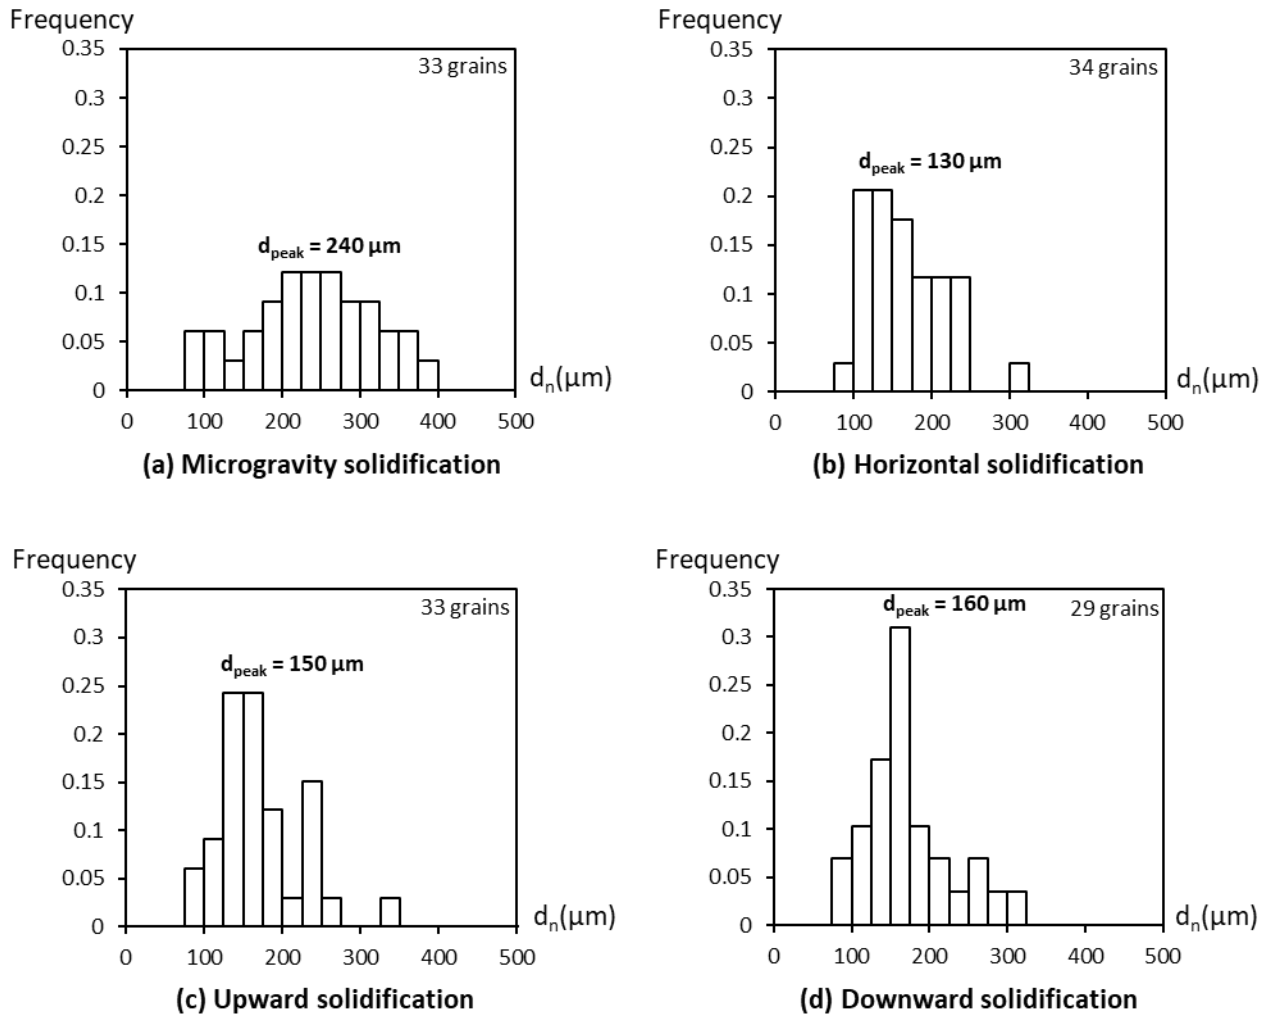 Frequency
0.35
33 grains
0.3
0.25
0.2
d_peak = 240 µm
0.15
0.1
0.05
0
dn(µm)
0 100 200 300 400 500
(a) Microgravity solidification
Frequency
0.35
34 grains
0.3
0.25
d_peak = 130 µm
0.2
0.15
0.1
0.05
0
dn(µm)
0 100 200 300 400 500
(b) Horizontal solidification
Frequency
0.35
33 grains
0.3
d_peak = 150 µm
0.25
0.2
0.15
0.1
0.05
0
dn(µm)
0 100 200 300 400 500
(c) Upward solidification
Frequency
0.35
d_peak = 160 µm
29 grains
0.3
0.25
0.2
0.15
0.1
0.05
0
dn(µm)
0 100 200 300 400 500
(d) Downward solidification